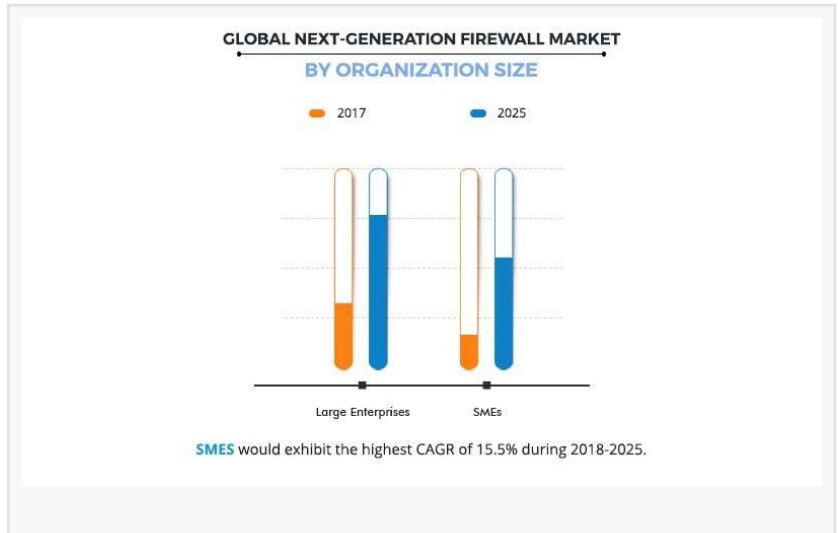 GLOBAL NEXT-GENERATION FIREWALL MARKET
BY ORGANIZATION SIZE
2017 2025
Large Enterprises SMEs
SMES would exhibit the highest CAGR of 15.5% during 2018-2025.